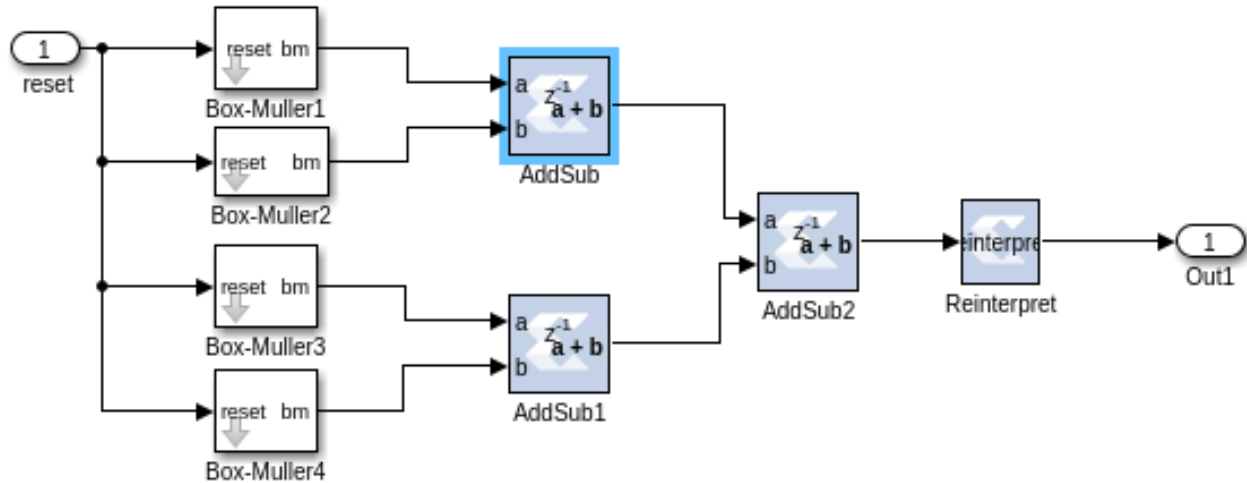 1
reset
reset bm
Box-Muller1
reset bm
Box-Muller2
reset bm
Box-Muller3
reset bm
Box-Muller4
a
b
z-1
a + b
AddSub
a
b
z-1
a + b
AddSub1
a
b
z-1
a + b
AddSub2
einterpre
Reinterpret
1
Out1